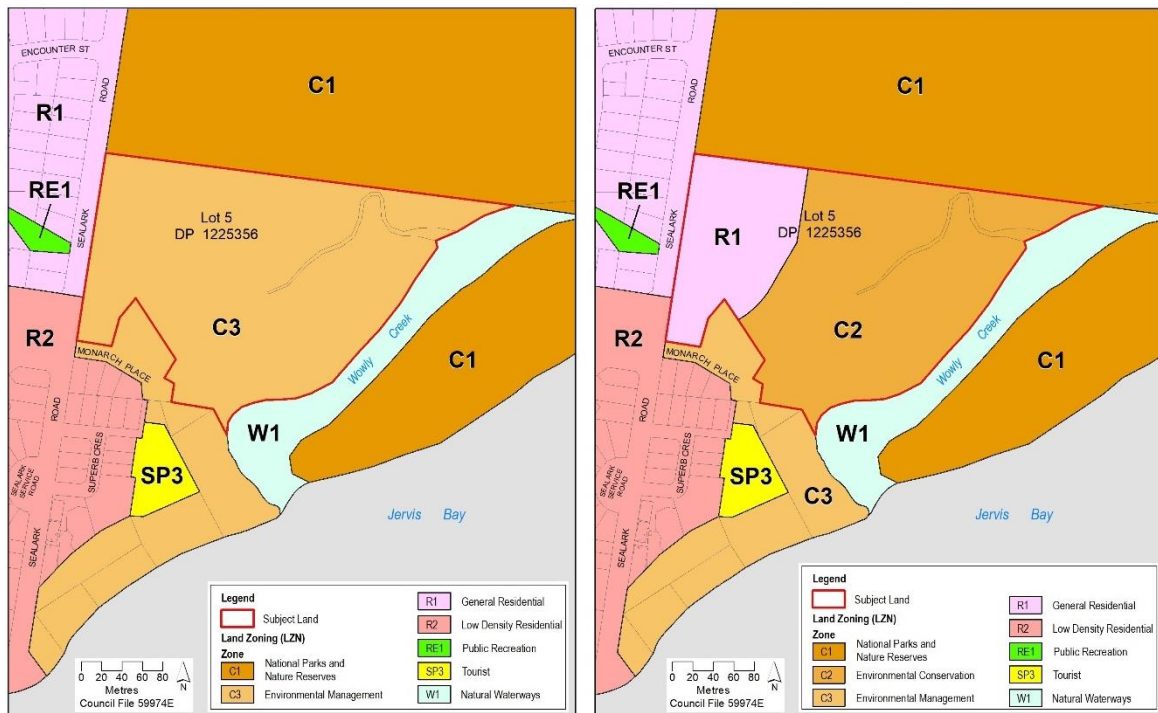 ENCOUNTER ST
ROAD
C1
R1
RE1
SEALARK
Lot 5
DP 1225356
R2
C3
MONARCH PLACE
Wowly Creek
C1
ROAD
SUPERB CRES
W1
SEALARK
SERVICE
ROAD
SP3
SEALARK
Jervis Bay
Legend
Subject Land
Land Zoning (LZN)
Zone
C1 National Parks and
Nature Reserves
C3 Environmental Management
R1 General Residential
R2 Low Density Residential
RE1 Public Recreation
SP3 Tourist
W1 Natural Waterways
0 20 40 60 80
Metres
N
Council File 59974E
ENCOUNTER ST
ROAD
C1
R1
RE1
SEALARK
R1
Lot 5
DP 1225356
R2
C2
MONARCH PLACE
Wowly Creek
C1
ROAD
SUPERB CRES
W1
SEALARK
SERVICE
ROAD
SP3
C3
SEALARK
Jervis Bay
Legend
Subject Land
Land Zoning (LZN)
Zone
C1 National Parks and
Nature Reserves
C2 Environmental Conservation
C3 Environmental Management
R1 General Residential
R2 Low Density Residential
RE1 Public Recreation
SP3 Tourist
W1 Natural Waterways
0 20 40 60 80
Metres
N
Council File 59974E